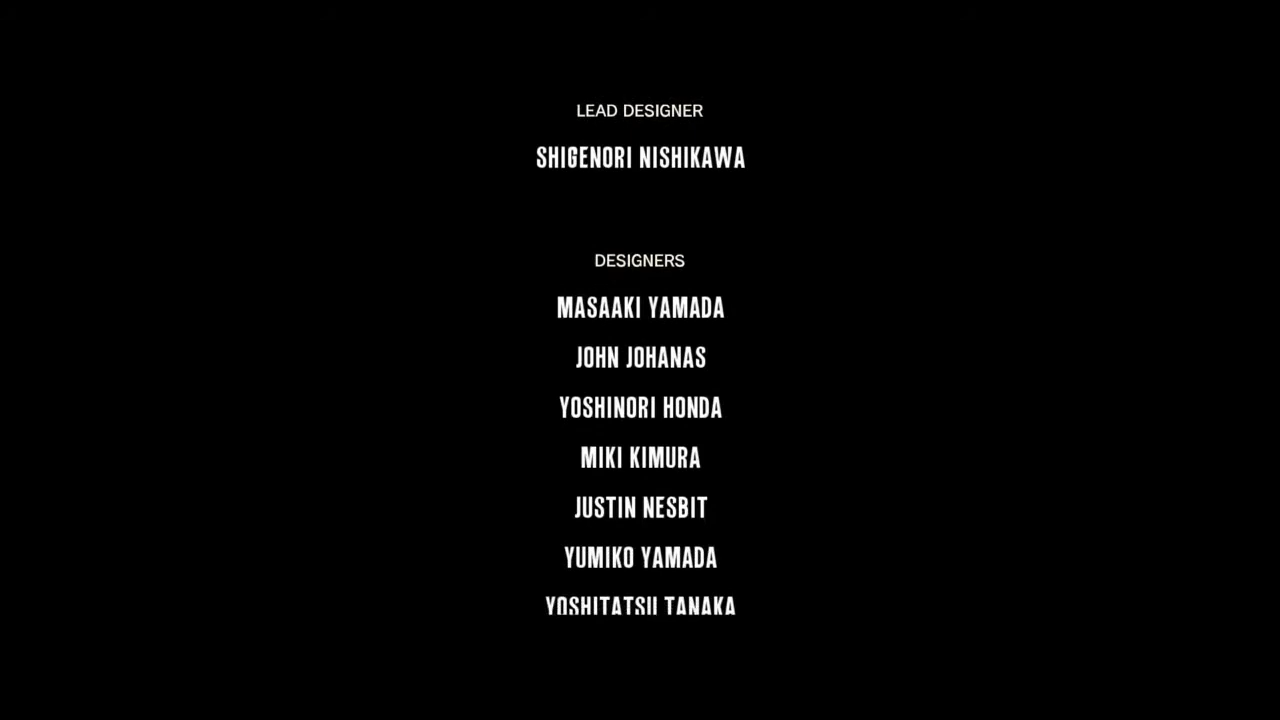 LEAD DESIGNER
SHIGENORI NISHIKAWA
DESIGNERS
MASAAKI YAMADA
JOHN JOHANAS
YOSHINORI HONDA
MIKI KIMURA
JUSTIN NESBIT
YUMIKO YAMADA
YOSHITATSU TANAKA